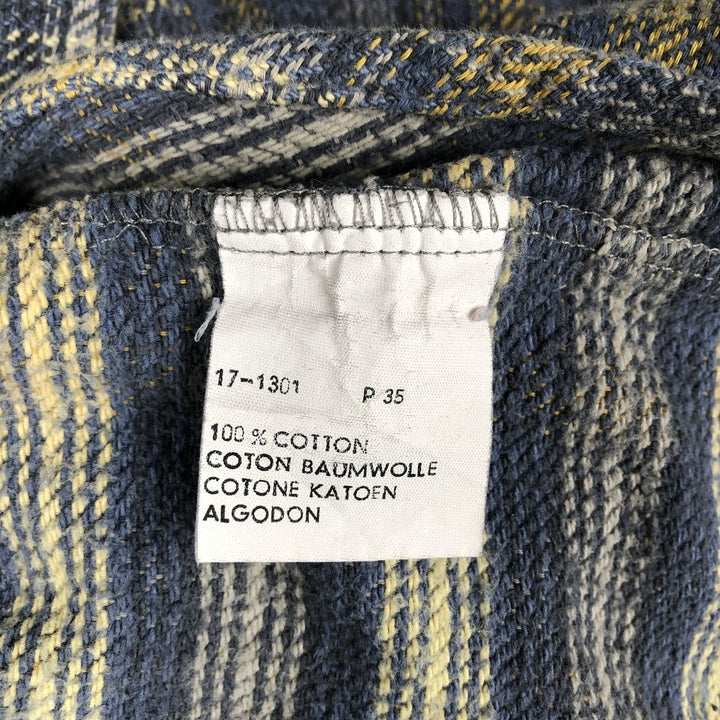 17-1301 P 35
100 % COTTON
COTON BAUMWOLLE
COTONE KATOEN
ALGODON